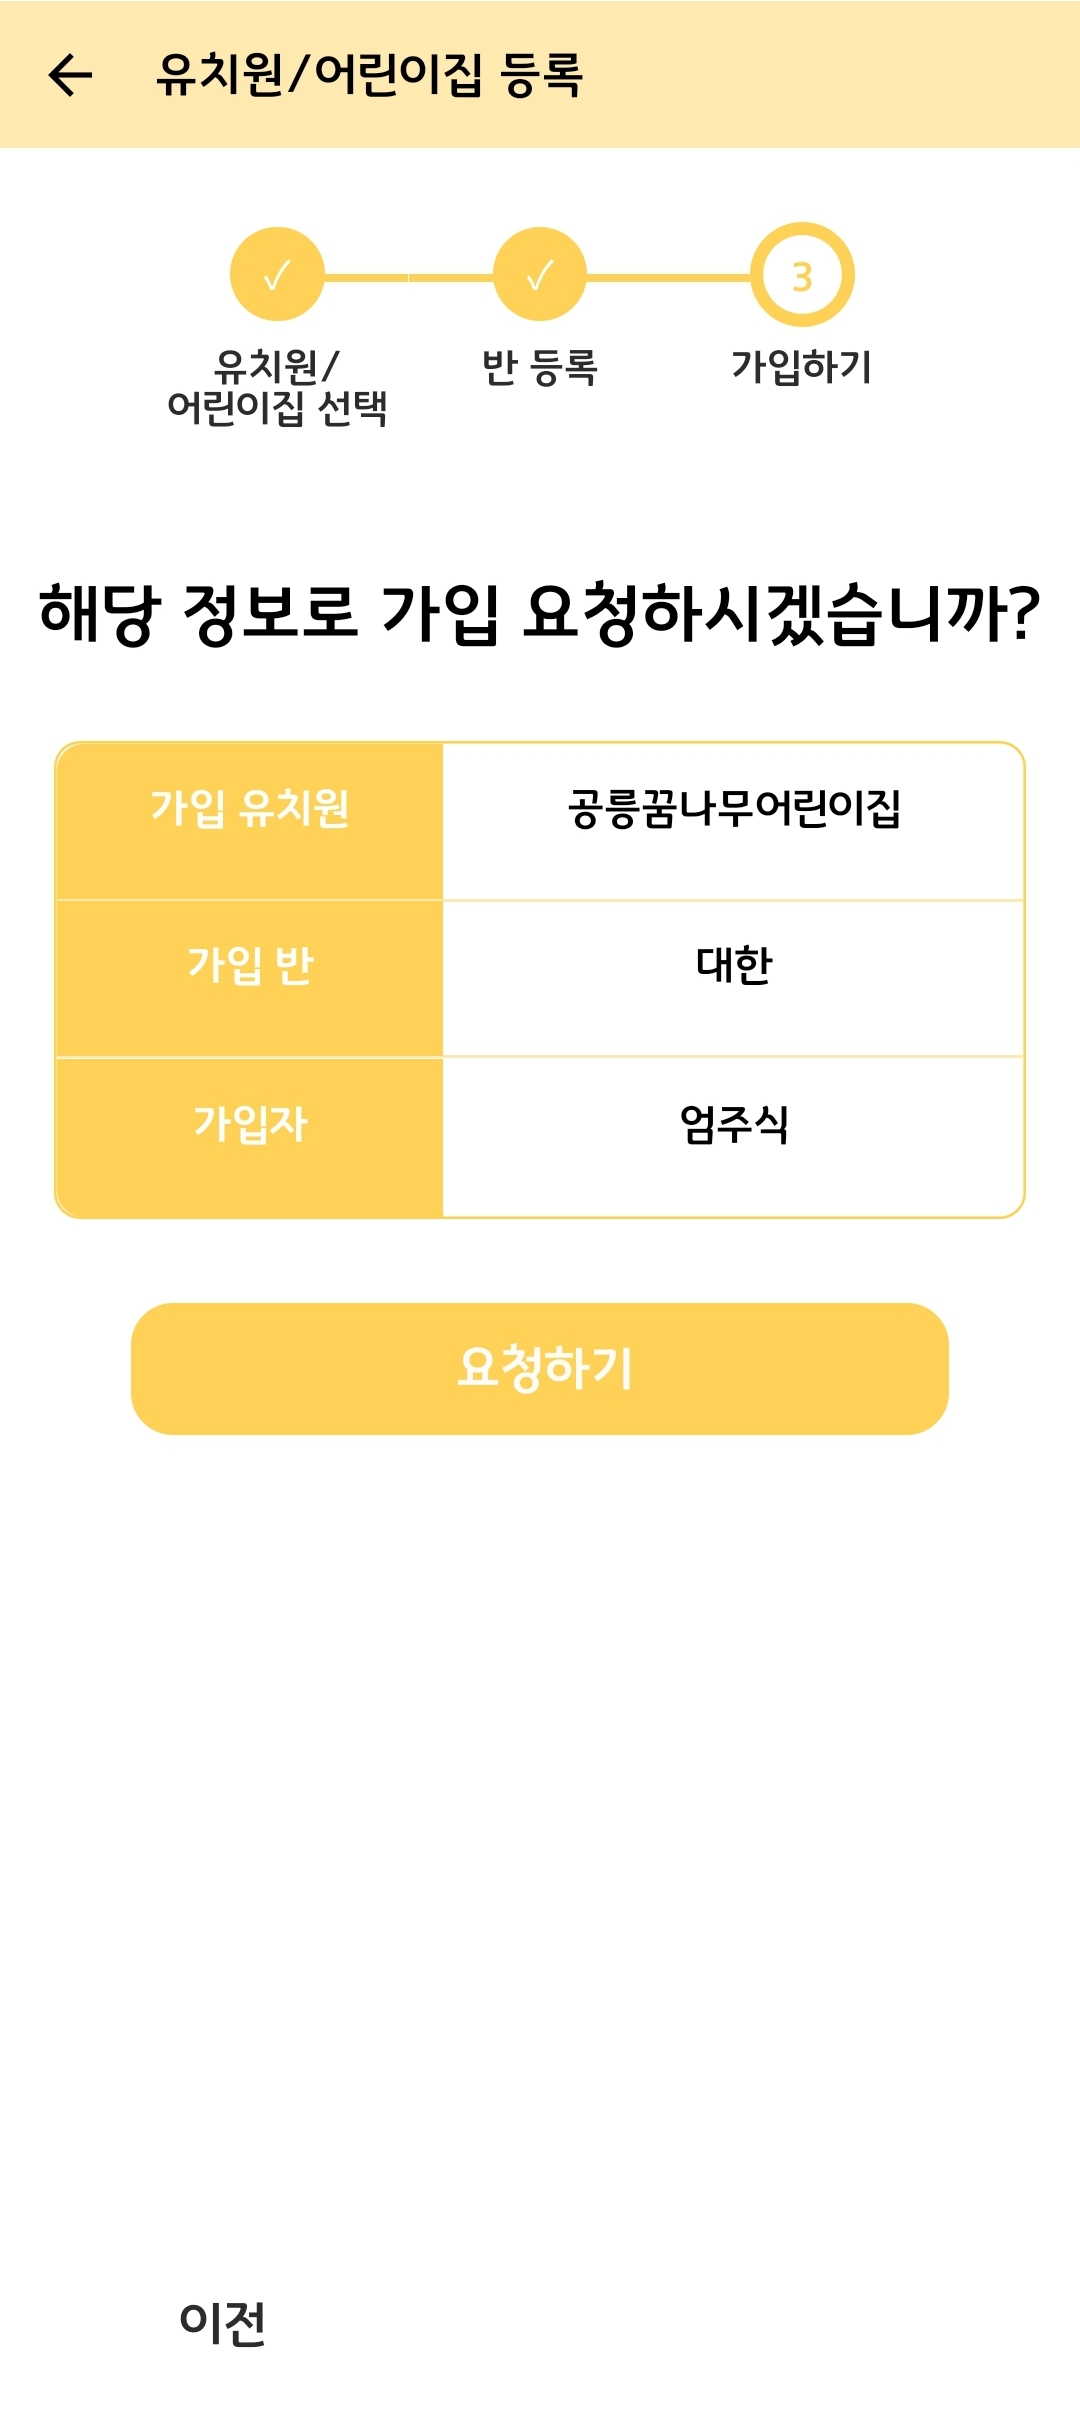 유치원/어린이집 등록
✓ ✓ 3
유치원/
어린이집 선택
반 등록
가입하기
해당 정보로 가입 요청하시겠습니까?
가입 유치원 공릉꿈나무어린이집
가입 반 대한
가입자 엄주식
요청하기
이전